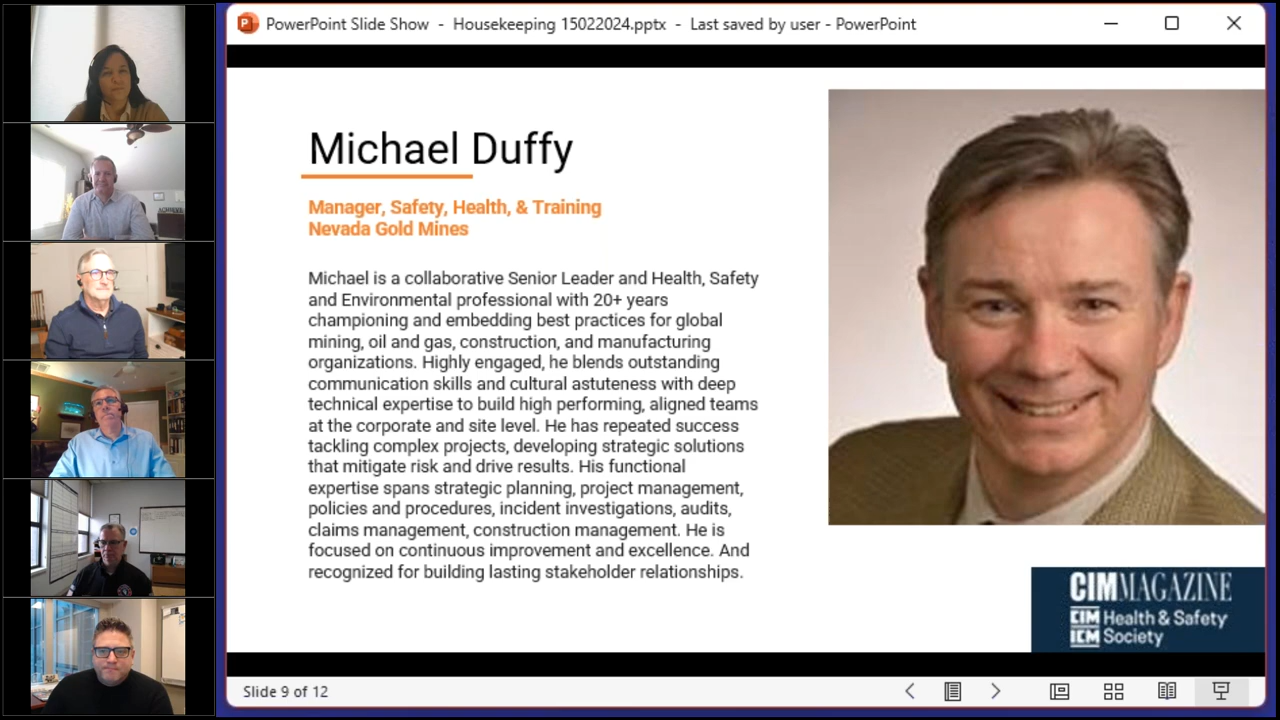 PowerPoint Slide Show - Housekeeping 15022024.pptx - Last saved by user - PowerPoint
Michael Duffy
Manager, Safety, Health, & Training
Nevada Gold Mines
Michael is a collaborative Senior Leader and Health, Safety
and Environmental professional with 20+ years
championing and embedding best practices for global
mining, oil and gas, construction, and manufacturing
organizations. Highly engaged, he blends outstanding
communication skills and cultural astuteness with deep
technical expertise to build high performing, aligned teams
at the corporate and site level. He has repeated success
tackling complex projects, developing strategic solutions
that mitigate risk and drive results. His functional
expertise spans strategic planning, project management,
policies and procedures, incident investigations, audits,
claims management, construction management. He is
focused on continuous improvement and excellence. And
recognized for building lasting stakeholder relationships.
CIM MAGAZINE
CIM Health & Safety
ICM Society
Slide 9 of 12
ACHIEVE